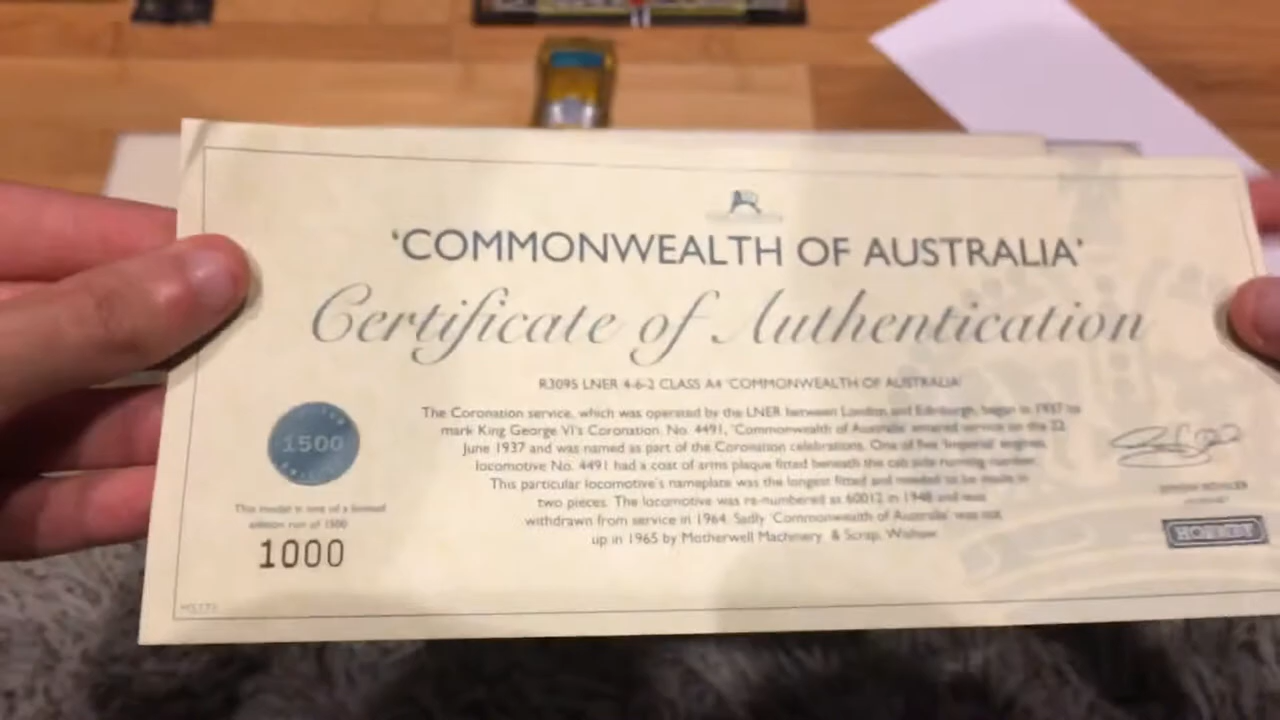 'COMMONWEALTH OF AUSTRALIA'
Certificate of Authentication
R3095 LNER 4-6-2 CLASS A4 'COMMONWEALTH OF AUSTRALIA'
The Coronation service, which was operated by the LNER between London and Edinburgh, began in 1937 to
mark King George VI's Coronation. No. 4491, 'Commonwealth of Australia' entered service on the 22
June 1937 and was named as part of the Coronation celebrations. One of five 'Imperial' engines,
locomotive No. 4491 had a coat of arms plaque fitted beneath the cab side running number.
This particular locomotive's nameplate was the longest fitted and needed to be made in
two pieces. The locomotive was re-numbered as 60012 in 1948 and was
withdrawn from service in 1964. Sadly 'Commonwealth of Australia' was
up in 1965 by Motherwell Machinery & Scrap, Wishaw.
1500
This model is one of a limited
edition run of 1500
1000
HORNBY